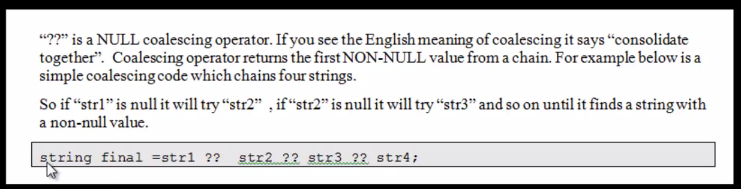 “??” is a NULL coalescing operator. If you see the English meaning of coalescing it says “consolidate
together”.  Coalescing operator returns the first NON-NULL value from a chain. For example below is a
simple coalescing code which chains four strings.
So if “str1” is null it will try “str2”  , if “str2” is null it will try “str3” and so on until it finds a string with
a non-null value.
string final =str1 ??  str2 ?? str3 ?? str4;